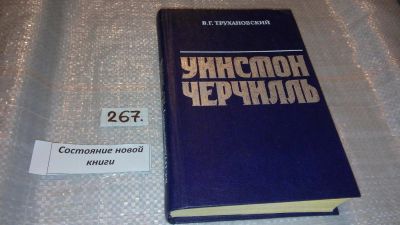 В.Г. ТРУХАНОВСКИЙ
УИНСТОН
ЧЕРЧИЛЛЬ
267.
Состояние новой
книги